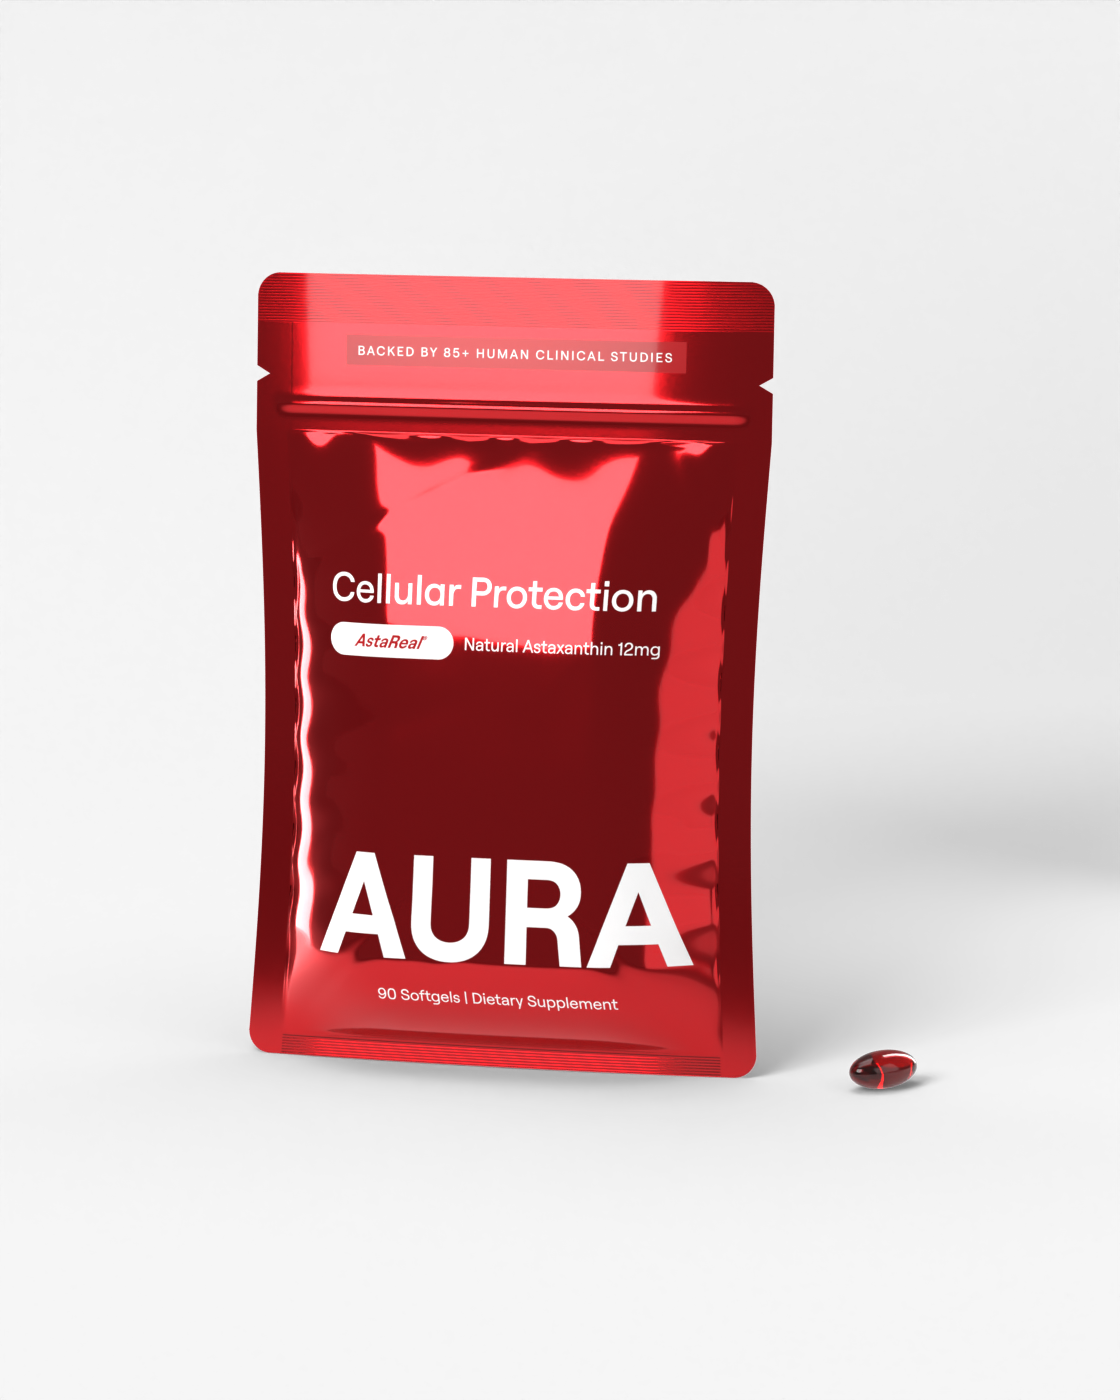 BACKED BY 85+ HUMAN CLINICAL STUDIES
Cellular Protection
AstaReal® Natural Astaxanthin 12mg
AURA
90 Softgels | Dietary Supplement